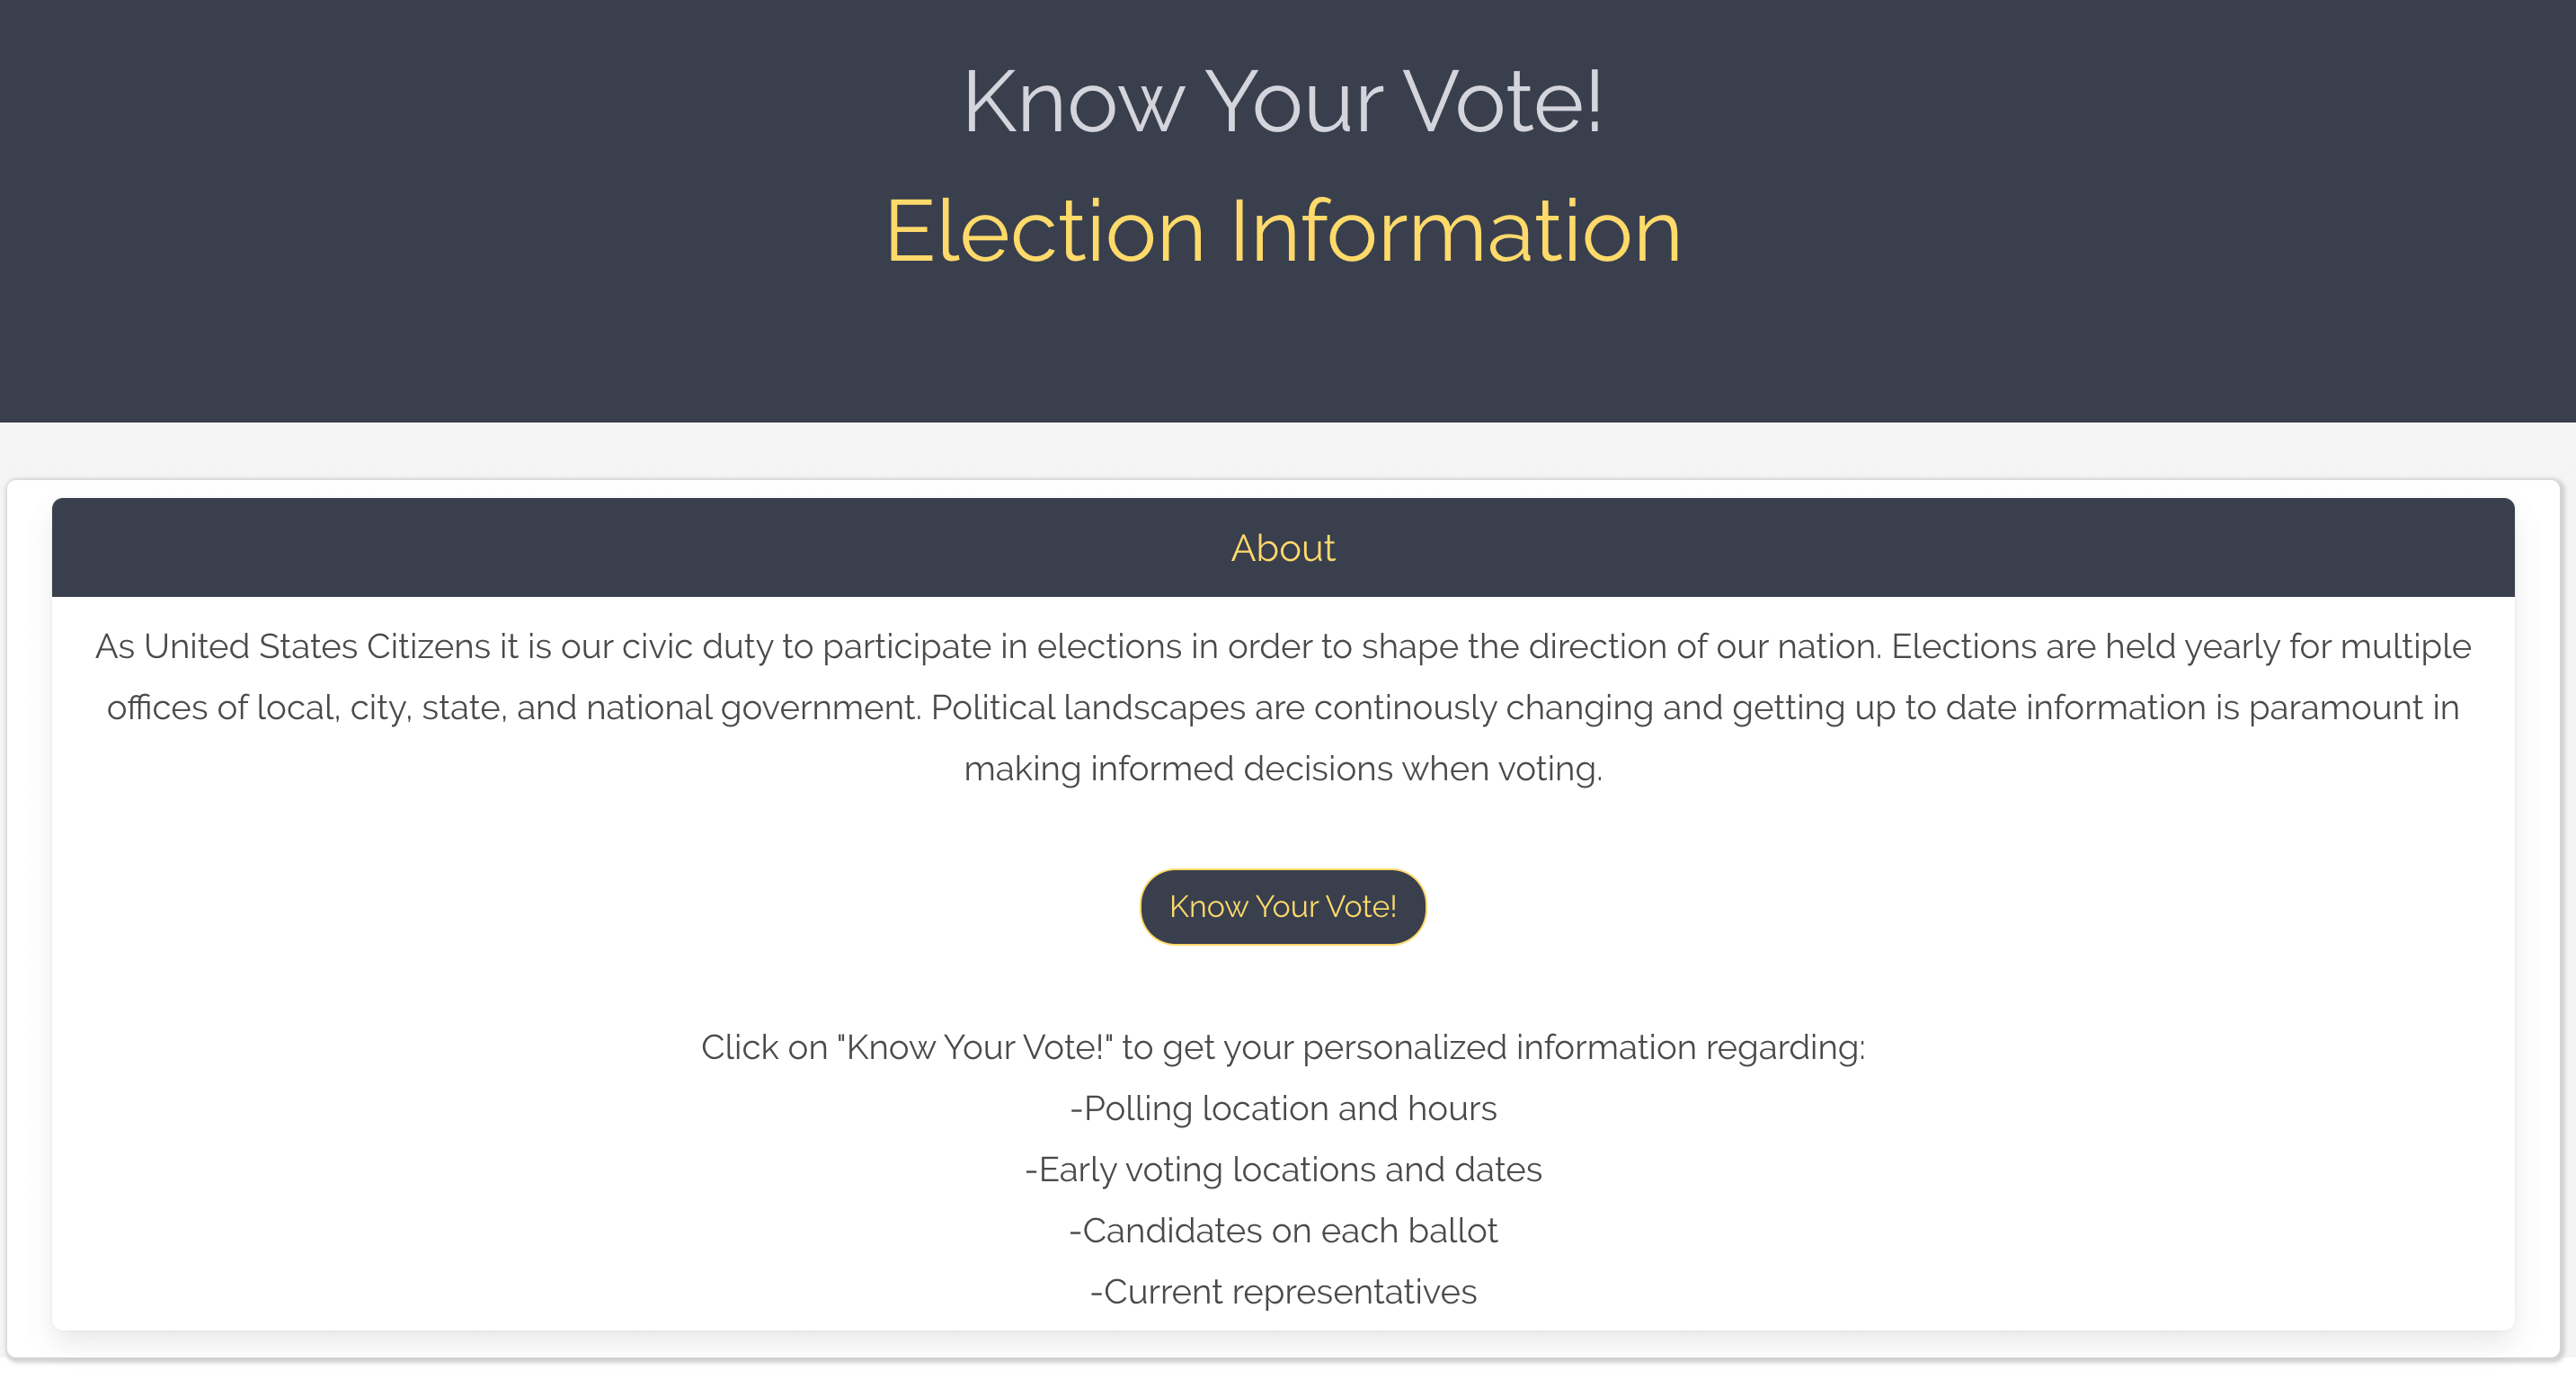 Know Your Vote!
Election Information
About
As United States Citizens it is our civic duty to participate in elections in order to shape the direction of our nation. Elections are held yearly for multiple
offices of local, city, state, and national government. Political landscapes are continously changing and getting up to date information is paramount in
making informed decisions when voting.
Know Your Vote!
Click on "Know Your Vote!" to get your personalized information regarding:
-Polling location and hours
-Early voting locations and dates
-Candidates on each ballot
-Current representatives